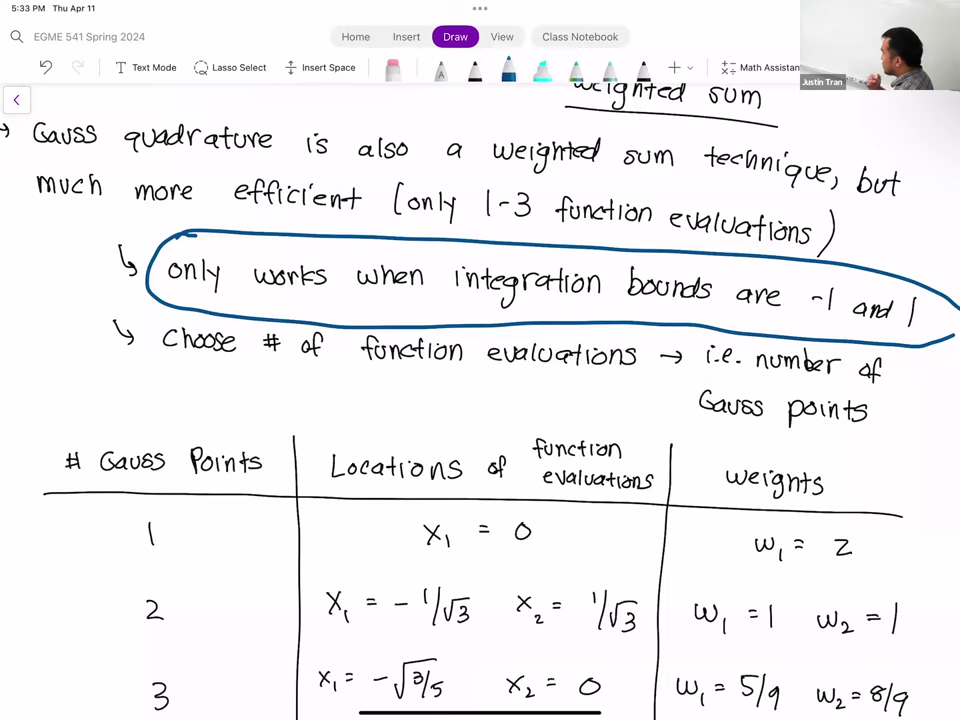 5:33 PM Thu Apr 11
EGME 541 Spring 2024
Home Insert Draw View Class Notebook
Text Mode Lasso Select Insert Space Math Assistan
Justin Tran
weighted sum
→ Gauss quadrature is also a weighted sum technique, but
much more efficient (only 1-3 function evaluations)
↳ only works when integration bounds are -1 and 1
↳ choose # of function evaluations → i.e. number of
Gauss points
# Gauss Points Locations of function evaluations weights
1 x₁ = 0 w₁ = 2
2 x₁ = - 1/√3 x₂ = 1/√3 w₁ = 1 w₂ = 1
3 x₁ = -√3/5 x₂ = 0 w₁ = 5/9 w₂ = 8/9